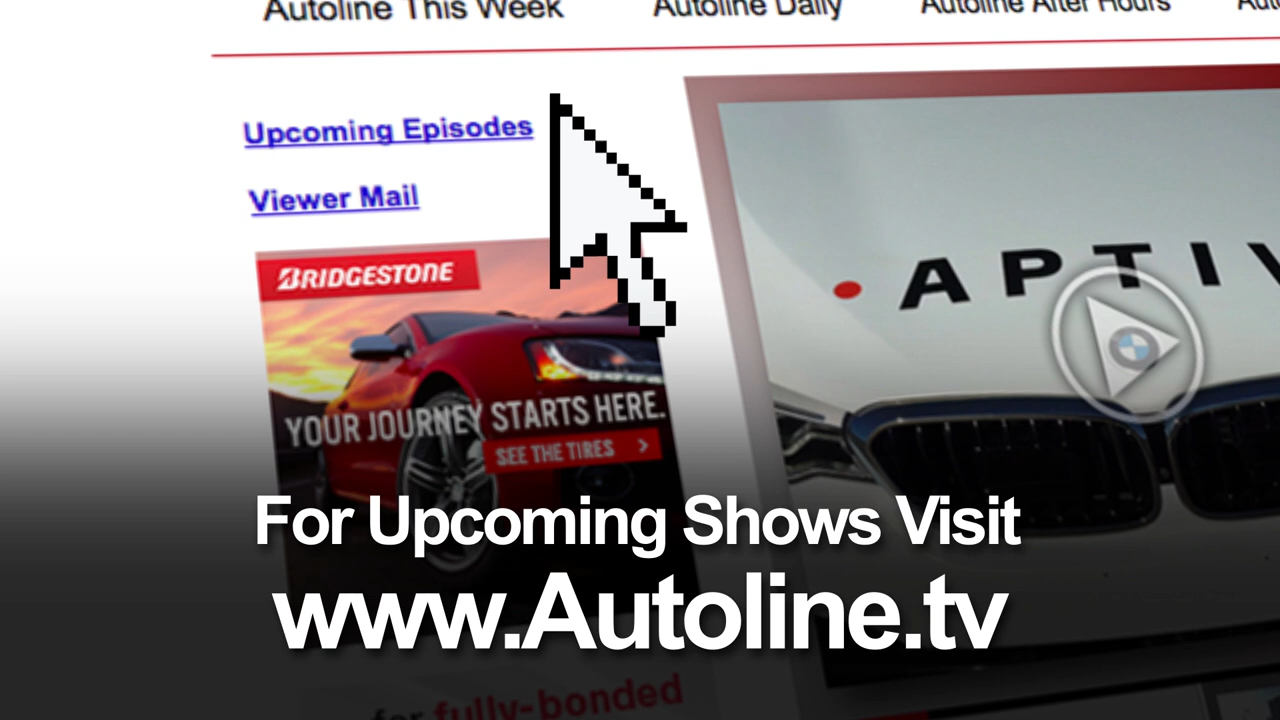 Autoline This Week
Autoline Daily
Autoline After Hours
Upcoming Episodes
Viewer Mail
BRIDGESTONE
YOUR JOURNEY STARTS HERE.
SEE THE TIRES >
• APTIV
For Upcoming Shows Visit
www.Autoline.tv
for fully-bonded